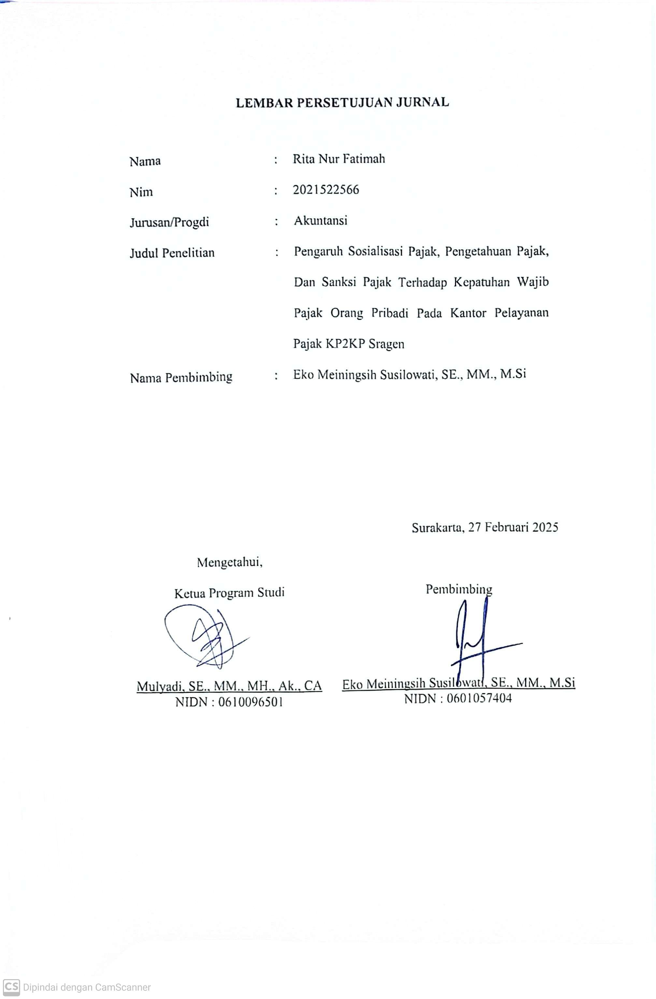 LEMBAR PERSETUJUAN JURNAL
Nama : Rita Nur Fatimah
Nim : 2021522566
Jurusan/Progdi : Akuntansi
Judul Penelitian : Pengaruh Sosialisasi Pajak, Pengetahuan Pajak,
Dan Sanksi Pajak Terhadap Kepatuhan Wajib
Pajak Orang Pribadi Pada Kantor Pelayanan
Pajak KP2KP Sragen
Nama Pembimbing : Eko Meiningsih Susilowati, SE., MM., M.Si
Surakarta, 27 Februari 2025
Mengetahui,
Ketua Program Studi
Mulyadi, SE., MM., MH., Ak., CA
NIDN : 0610096501
Pembimbing
Eko Meiningsih Susilowati, SE., MM., M.Si
NIDN : 0601057404
CS Dipindai dengan CamScanner